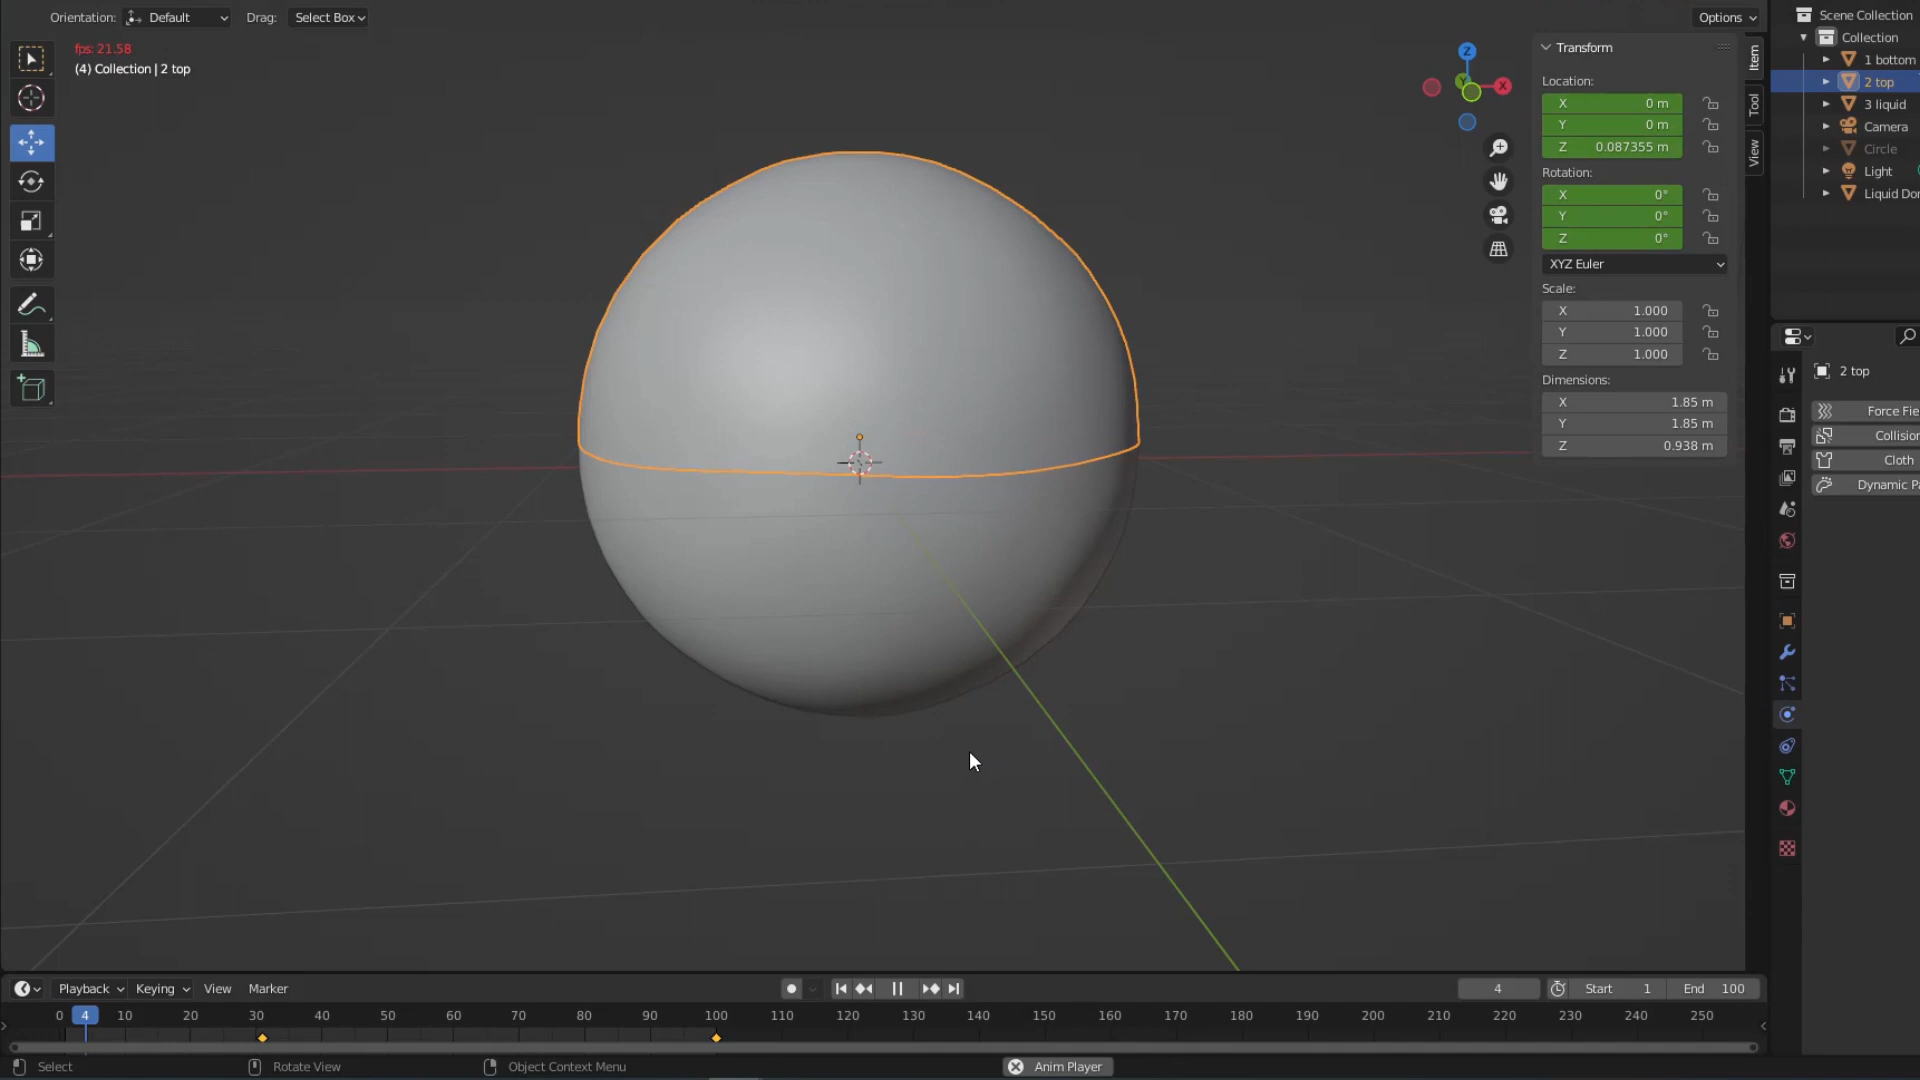 Orientation: Default Drag: Select Box Options
fps: 21.58
(4) Collection | 2 top
Z
Y
X
Transform
Location:
X 0 m
Y 0 m
Z 0.087355 m
Rotation:
X 0°
Y 0°
Z 0°
XYZ Euler
Scale:
X 1.000
Y 1.000
Z 1.000
Dimensions:
X 1.85 m
Y 1.85 m
Z 0.938 m
Item
Tool
View
Scene Collection
Collection
1 bottom
2 top
3 liquid
Camera
Circle
Light
Liquid Do
2 top
Force Fie
Collision
Cloth
Dynamic Pa
Playback Keying View Marker 4 Start 1 End 100
0 4 10 20 30 40 50 60 70 80 90 100 110 120 130 140 150 160 170 180 190 200 210 220 230 240 250
Select Rotate View Object Context Menu Anim Player